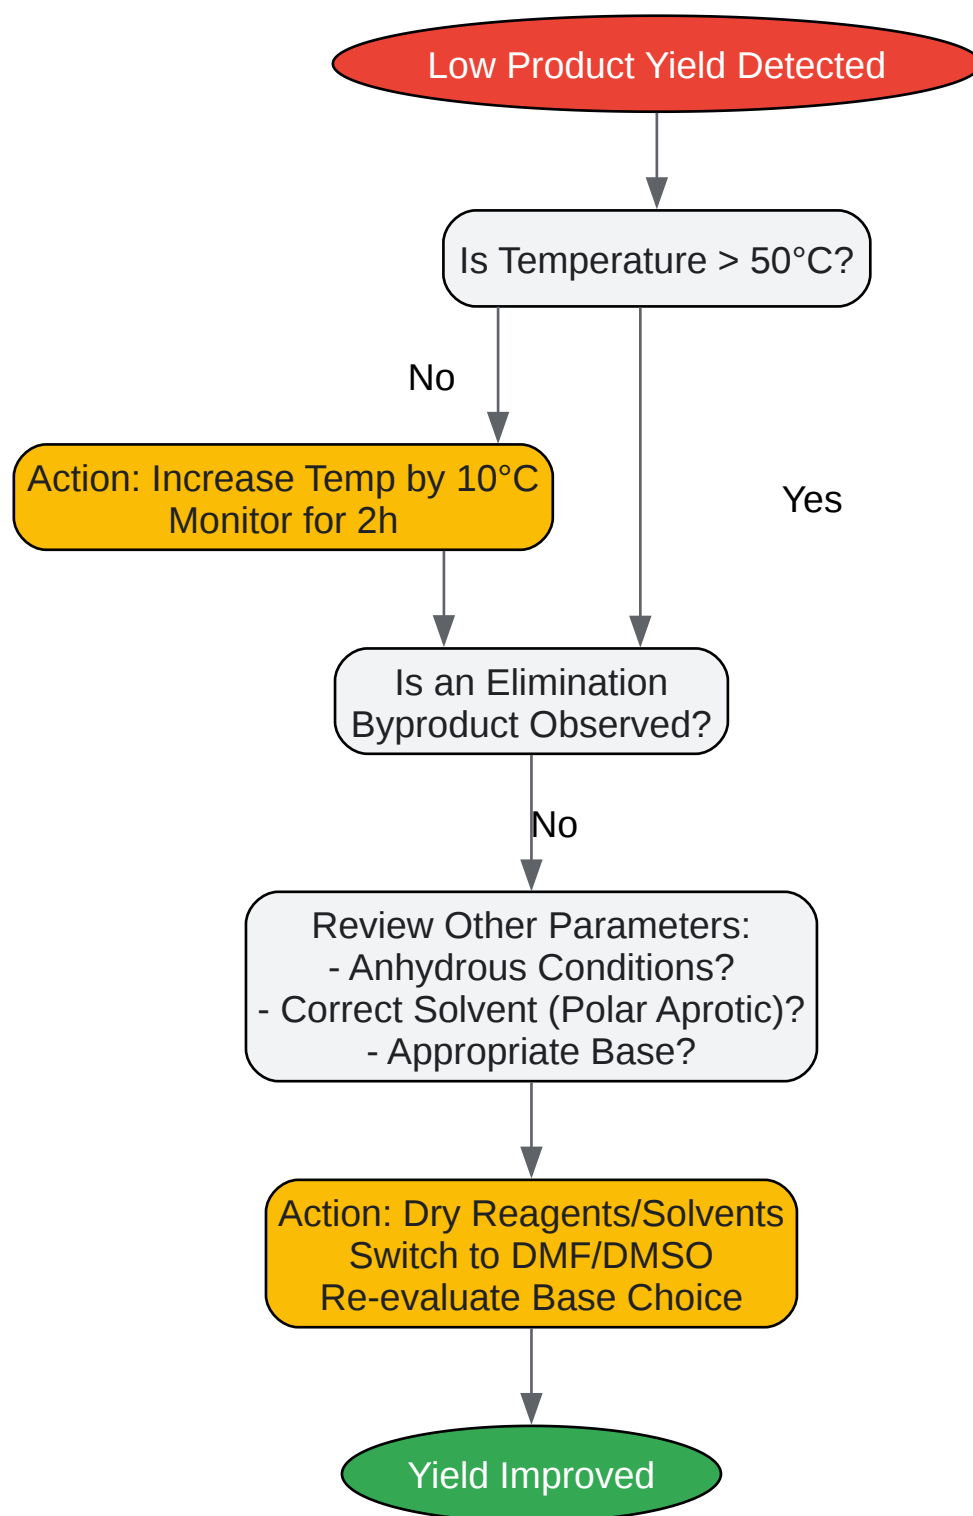 Low Product Yield Detected
Is Temperature > 50°C?
No
Action: Increase Temp by 10°C
Monitor for 2h
Yes
Is an Elimination
Byproduct Observed?
No
Review Other Parameters:
- Anhydrous Conditions?
- Correct Solvent (Polar Aprotic)?
- Appropriate Base?
Action: Dry Reagents/Solvents
Switch to DMF/DMSO
Re-evaluate Base Choice
Yield Improved